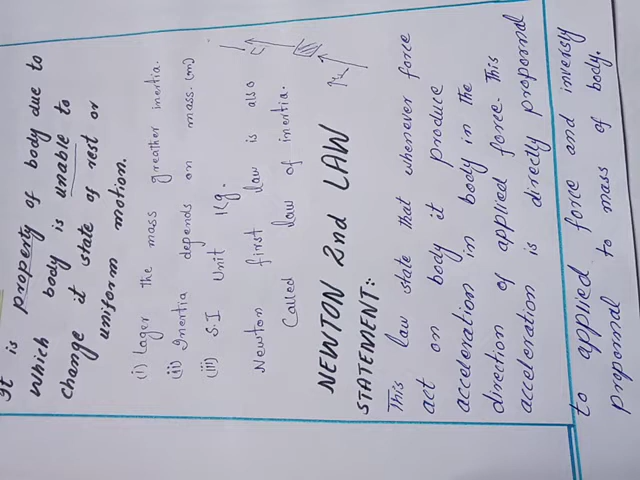 It is property of body due to
which body is unable to
change it state of rest or
uniform motion.
(i) Lager the mass greather inertia.
(ii) Inertia depends on mass. (m)
(iii) S.I Unit Kg.
Newton first law is also
Called law of inertia.
NEWTON 2nd LAW
STATEMENT:
This law state that whenever force
act on body it produce
acceleration in body in the
direction of applied force. This
acceleration is directly propornal
to applied force and inversy
propornal to mass of body.